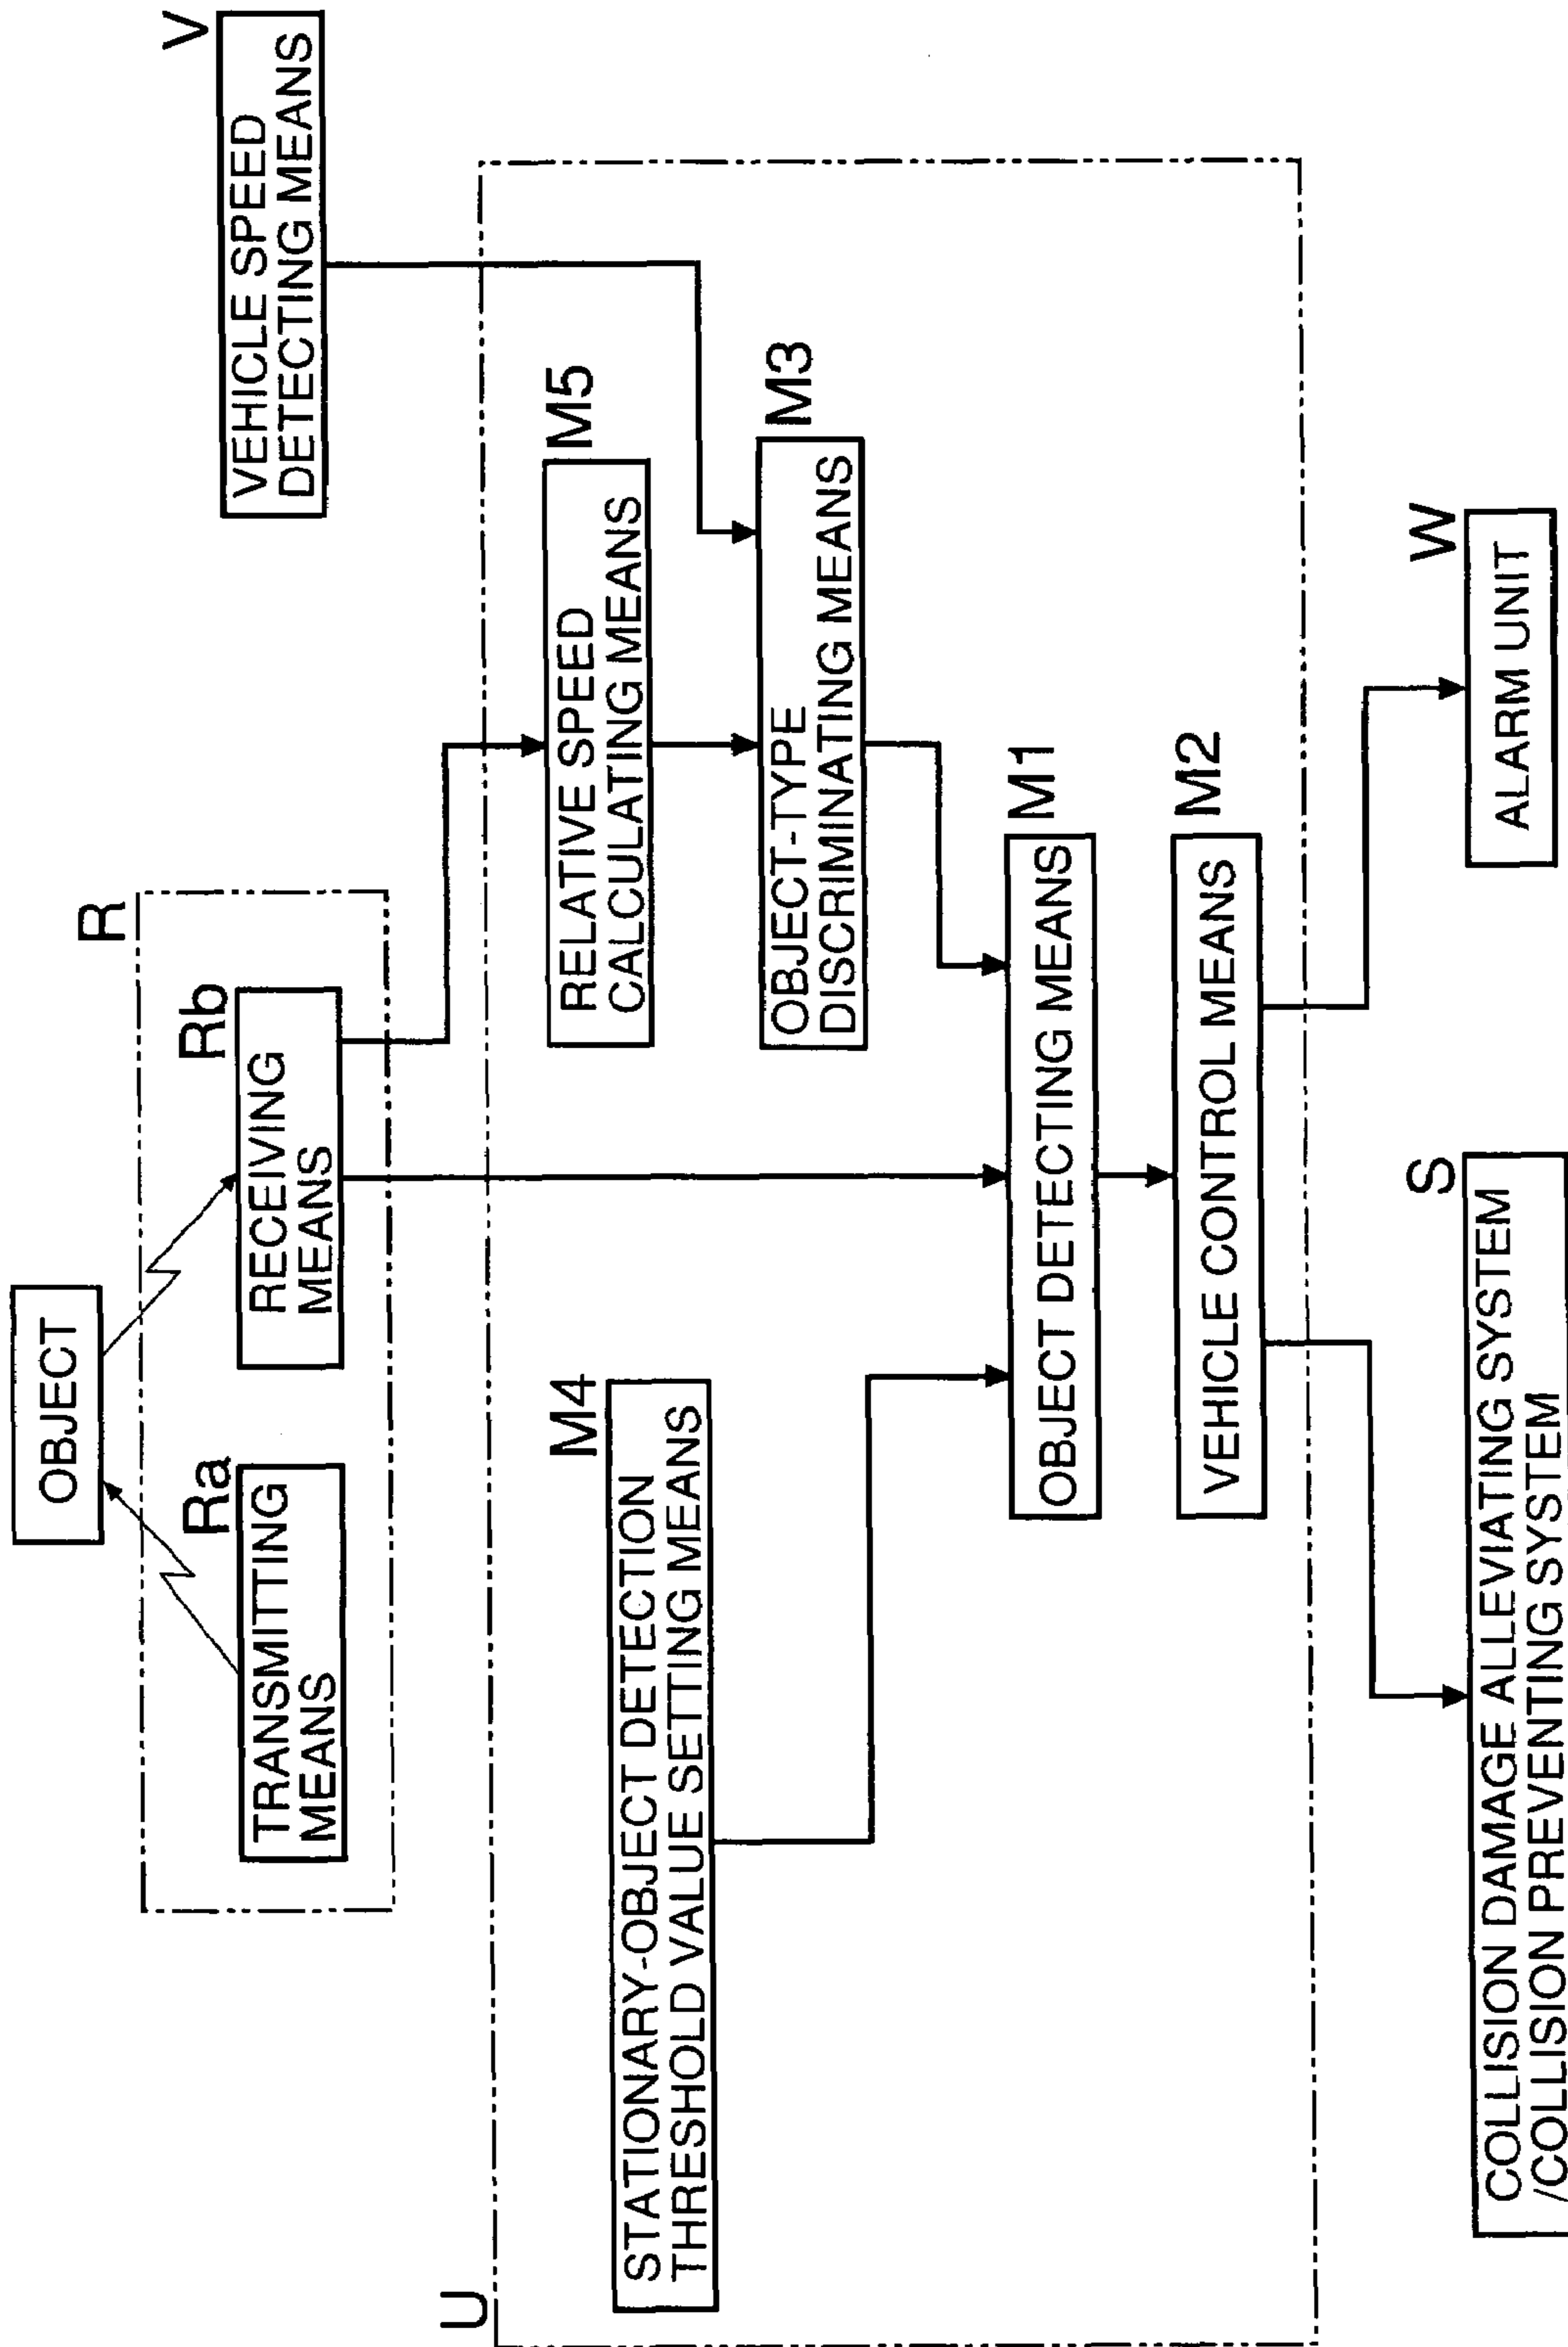 OBJECT
R
Ra
TRANSMITTING
MEANS
Rb
RECEIVING
MEANS
V
VEHICLE SPEED
DETECTING MEANS
U
M4
STATIONARY-OBJECT DETECTION
THRESHOLD VALUE SETTING MEANS
M5
RELATIVE SPEED
CALCULATING MEANS
M3
OBJECT-TYPE
DISCRIMINATING MEANS
M1
OBJECT DETECTING MEANS
M2
VEHICLE CONTROL MEANS
S
COLLISION DAMAGE ALLEVIATING SYSTEM
/COLLISION PREVENTING SYSTEM
W
ALARM UNIT